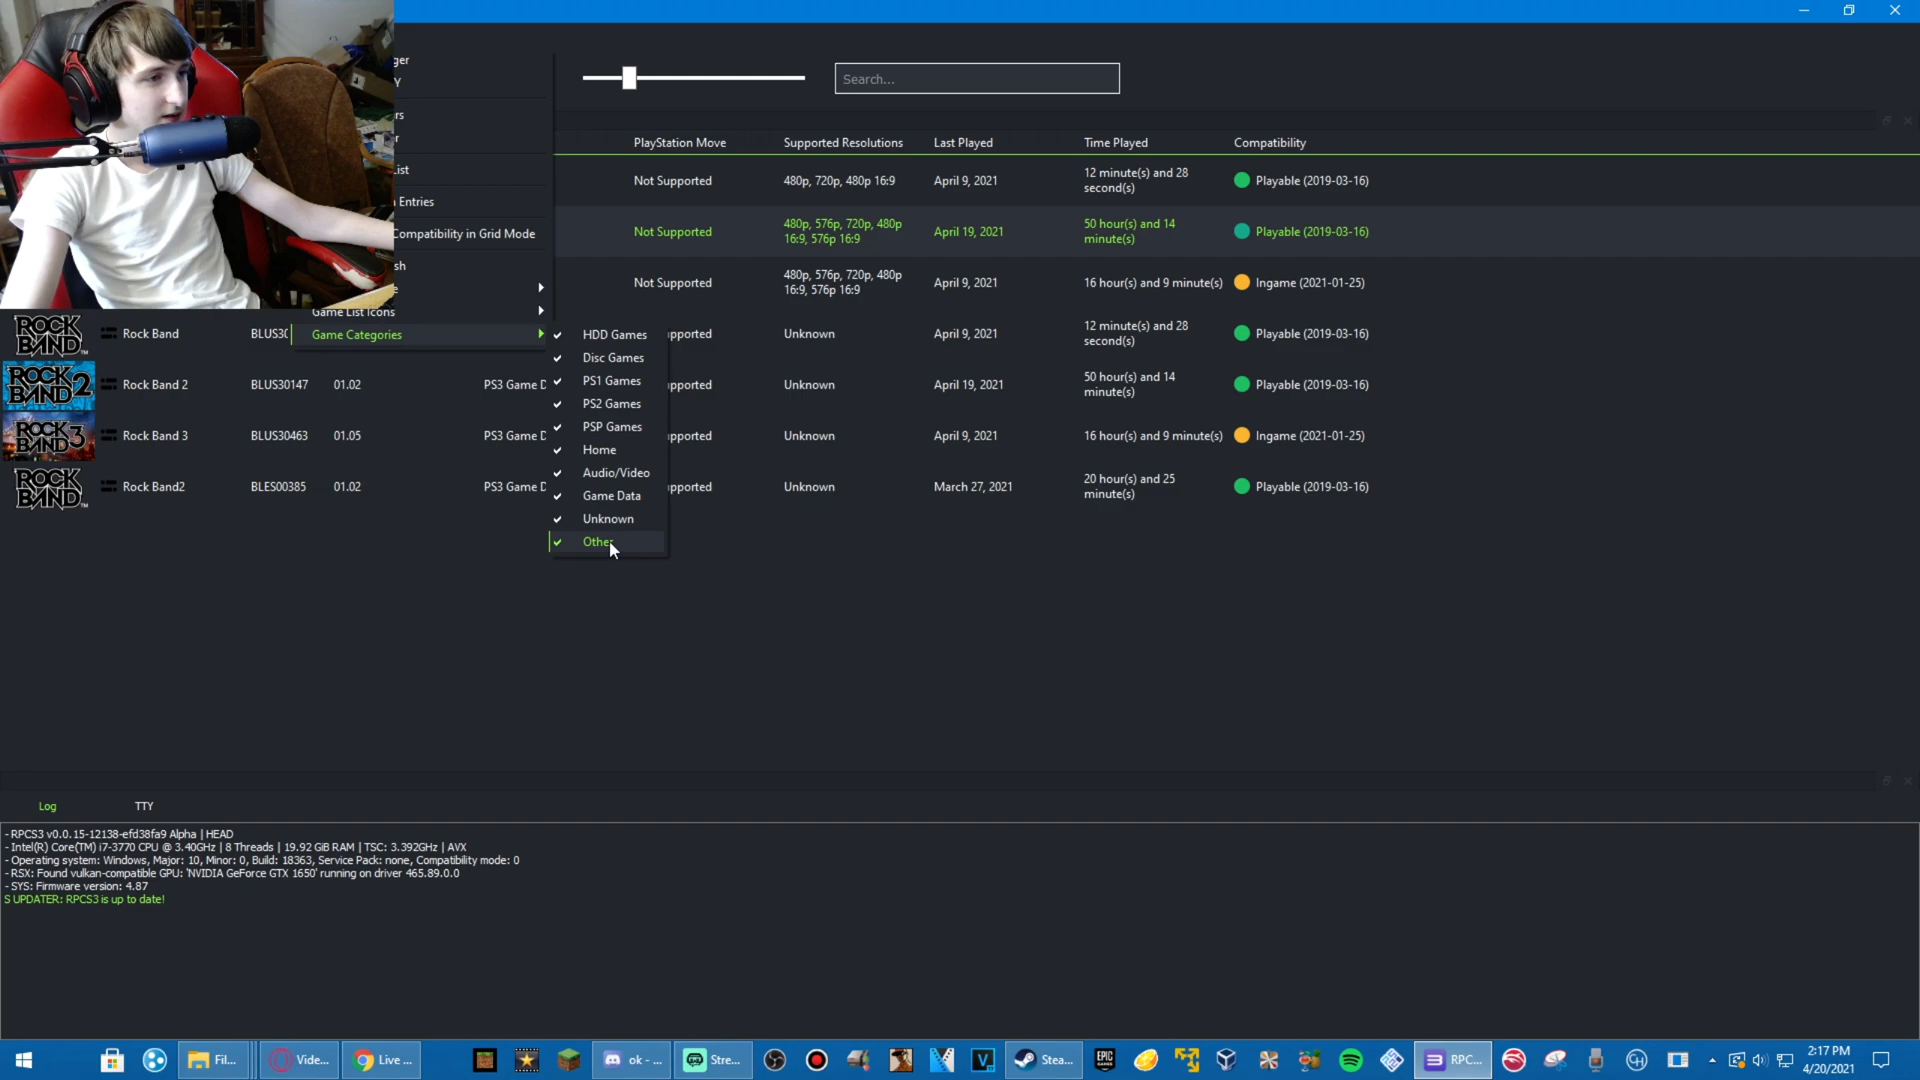 ger
Y
Search...
rs
r
List
Entries
Compatibility in Grid Mode
sh
e
Game List Icons
Game Categories
PlayStation Move Supported Resolutions Last Played Time Played Compatibility
Not Supported 480p, 720p, 480p 16:9 April 9, 2021 12 minute(s) and 28 second(s) Playable (2019-03-16)
Not Supported 480p, 576p, 720p, 480p 16:9, 576p 16:9 April 19, 2021 50 hour(s) and 14 minute(s) Playable (2019-03-16)
Not Supported 480p, 576p, 720p, 480p 16:9, 576p 16:9 April 9, 2021 16 hour(s) and 9 minute(s) Ingame (2021-01-25)
ROCK BAND Rock Band BLUS30 pported Unknown April 9, 2021 12 minute(s) and 28 second(s) Playable (2019-03-16)
ROCK BAND 2 Rock Band 2 BLUS30147 01.02 PS3 Game D pported Unknown April 19, 2021 50 hour(s) and 14 minute(s) Playable (2019-03-16)
ROCK BAND 3 Rock Band 3 BLUS30463 01.05 PS3 Game D pported Unknown April 9, 2021 16 hour(s) and 9 minute(s) Ingame (2021-01-25)
ROCK BAND Rock Band2 BLES00385 01.02 PS3 Game D pported Unknown March 27, 2021 20 hour(s) and 25 minute(s) Playable (2019-03-16)
HDD Games
Disc Games
PS1 Games
PS2 Games
PSP Games
Home
Audio/Video
Game Data
Unknown
Other
Log TTY
- RPCS3 v0.0.15-12138-efd38fa9 Alpha | HEAD
- Intel(R) Core(TM) i7-3770 CPU @ 3.40GHz | 8 Threads | 19.92 GiB RAM | TSC: 3.392GHz | AVX
- Operating system: Windows, Major: 10, Minor: 0, Build: 18363, Service Pack: none, Compatibility mode: 0
- RSX: Found vulkan-compatible GPU: 'NVIDIA GeForce GTX 1650' running on driver 465.89.0.0
- SYS: Firmware version: 4.87
S UPDATER: RPCS3 is up to date!
Fil... Vide... Live ... ok - ... Stre... Stea... EPIC GAMES RPC... 2:17 PM
4/20/2021